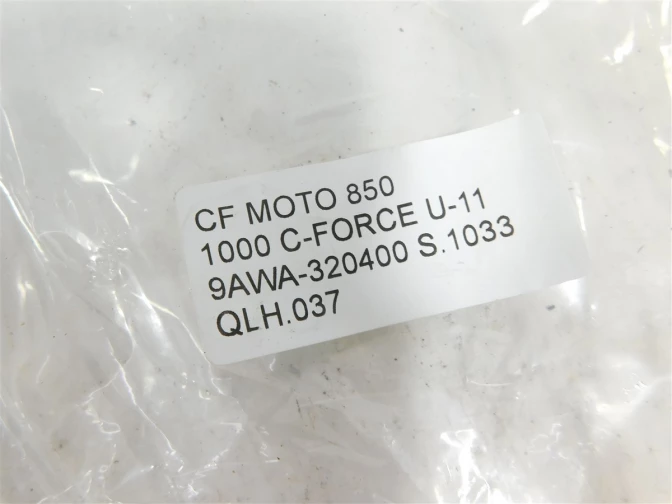 CF MOTO 850
1000 C-FORCE U-11
9AWA-320400 S.1033
QLH.037